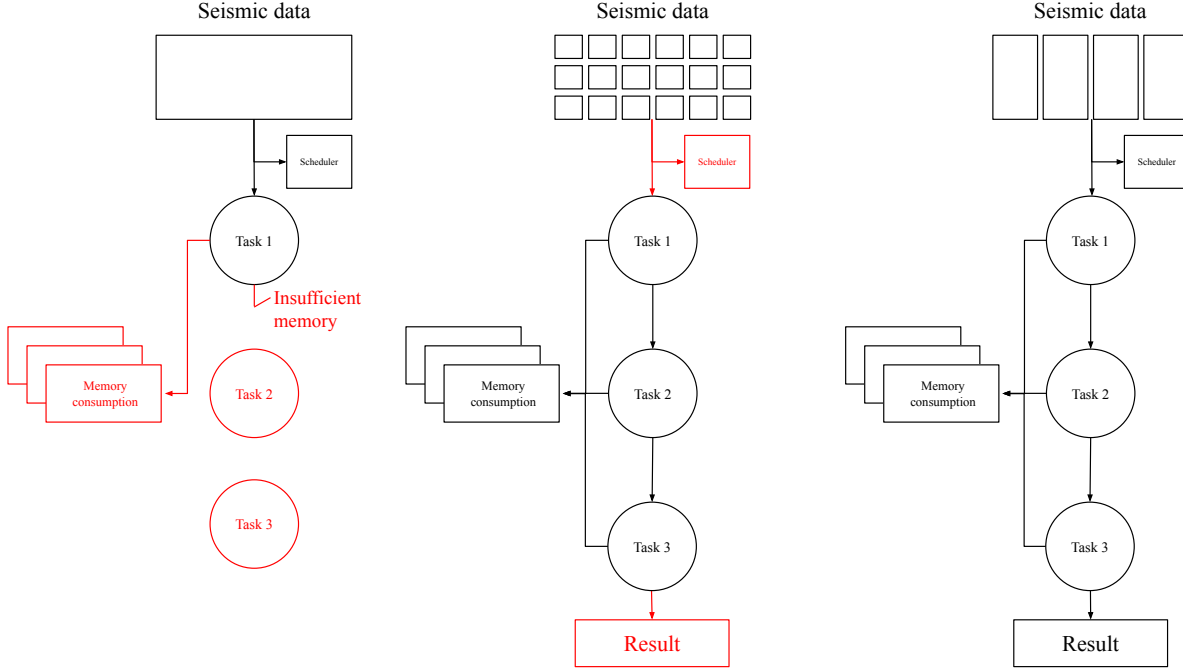 Seismic data
Scheduler
Task 1
Insufficient
memory
Memory
consumption
Task 2
Task 3
Seismic data
Scheduler
Task 1
Memory
consumption
Task 2
Task 3
Result
Seismic data
Scheduler
Task 1
Memory
consumption
Task 2
Task 3
Result